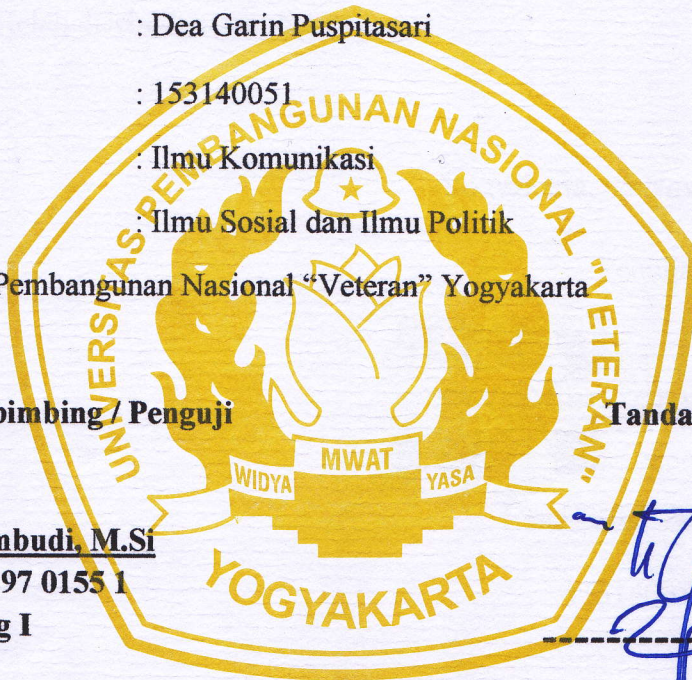 : Dea Garin Puspitasari
: 153140051
: Ilmu Komunikasi
: Ilmu Sosial dan Ilmu Politik
Pembangunan Nasional “Veteran” Yogyakarta
UNIVERSITAS PEMBANGUNAN NASIONAL "VETERAN"
bimbing / Penguji
Tanda
WIDYA MWAT YASA
mbudi, M.Si
97 0155 1
g I
YOGYAKARTA